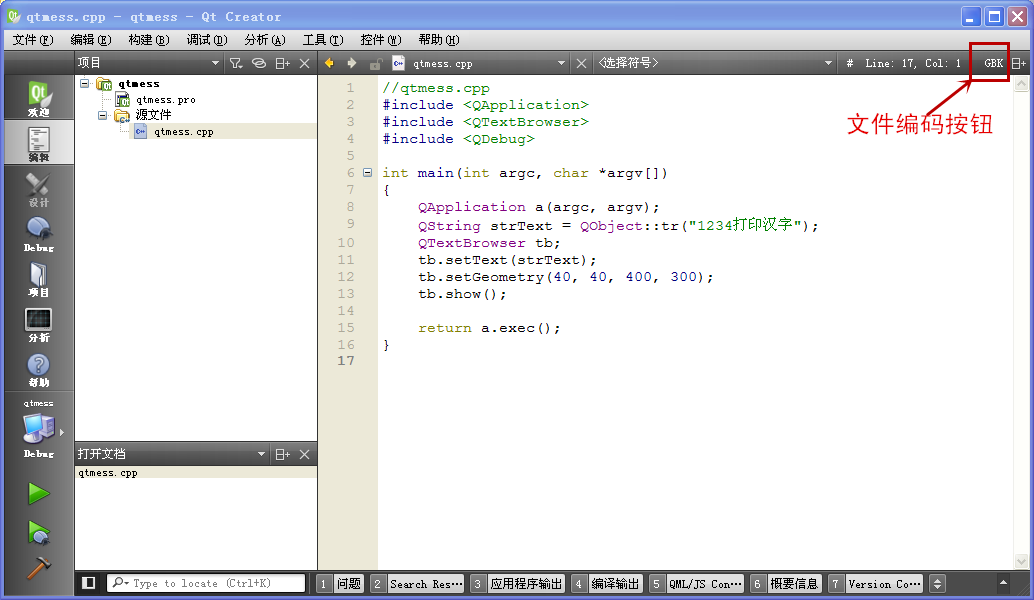 qtmess.cpp - qtmess - Qt Creator
文件(F) 编辑(E) 构建(B) 调试(D) 分析(A) 工具(T) 控件(W) 帮助(H)
项目 qtmess.cpp <选择符号> # Line: 17, Col: 1 GBK
文件编码按钮
欢迎
编辑
设计
Debug
项目
分析
帮助
qtmess
Debug
qtmess
qtmess.pro
源文件
qtmess.cpp
打开文档
qtmess.cpp
1 //qtmess.cpp
2 #include <QApplication>
3 #include <QTextBrowser>
4 #include <QDebug>
5
6 int main(int argc, char *argv[])
7 {
8 QApplication a(argc, argv);
9 QString strText = QObject::tr("1234打印汉字");
10 QTextBrowser tb;
11 tb.setText(strText);
12 tb.setGeometry(40, 40, 400, 300);
13 tb.show();
14
15 return a.exec();
16 }
17
Type to locate (Ctrl+K) 1 问题 2 Search Res··· 3 应用程序输出 4 编译输出 5 QML/JS Con··· 6 概要信息 7 Version Co···